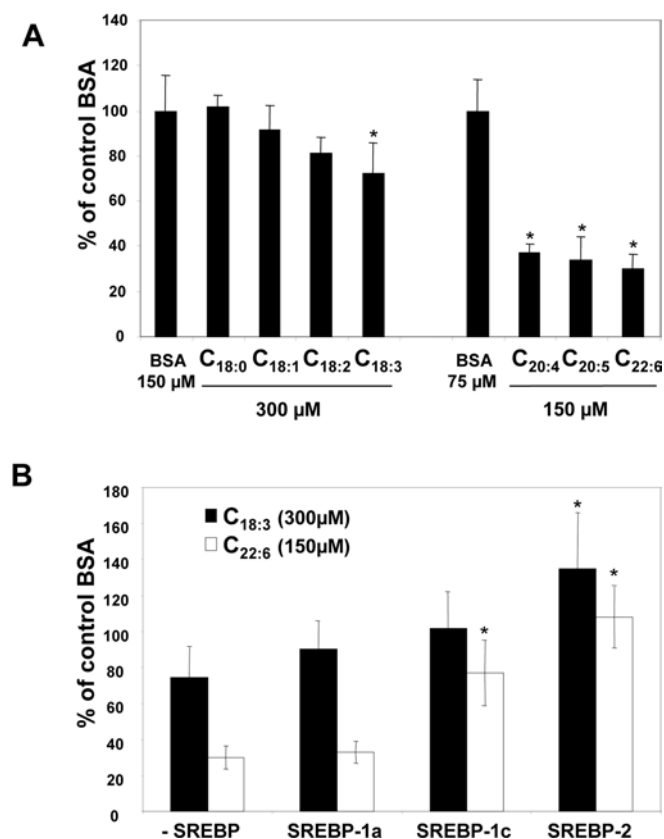 A
% of control BSA
140
120
100
80
60
40
20
0
*
* * *
BSA C18:0 C18:1 C18:2 C18:3 BSA C20:4 C20:5 C22:6
150 µM 75 µM
300 µM 150 µM
B
% of control BSA
180
160
140
120
100
80
60
40
20
0
C18:3 (300µM)
C22:6 (150µM)
*
* *
- SREBP SREBP-1a SREBP-1c SREBP-2